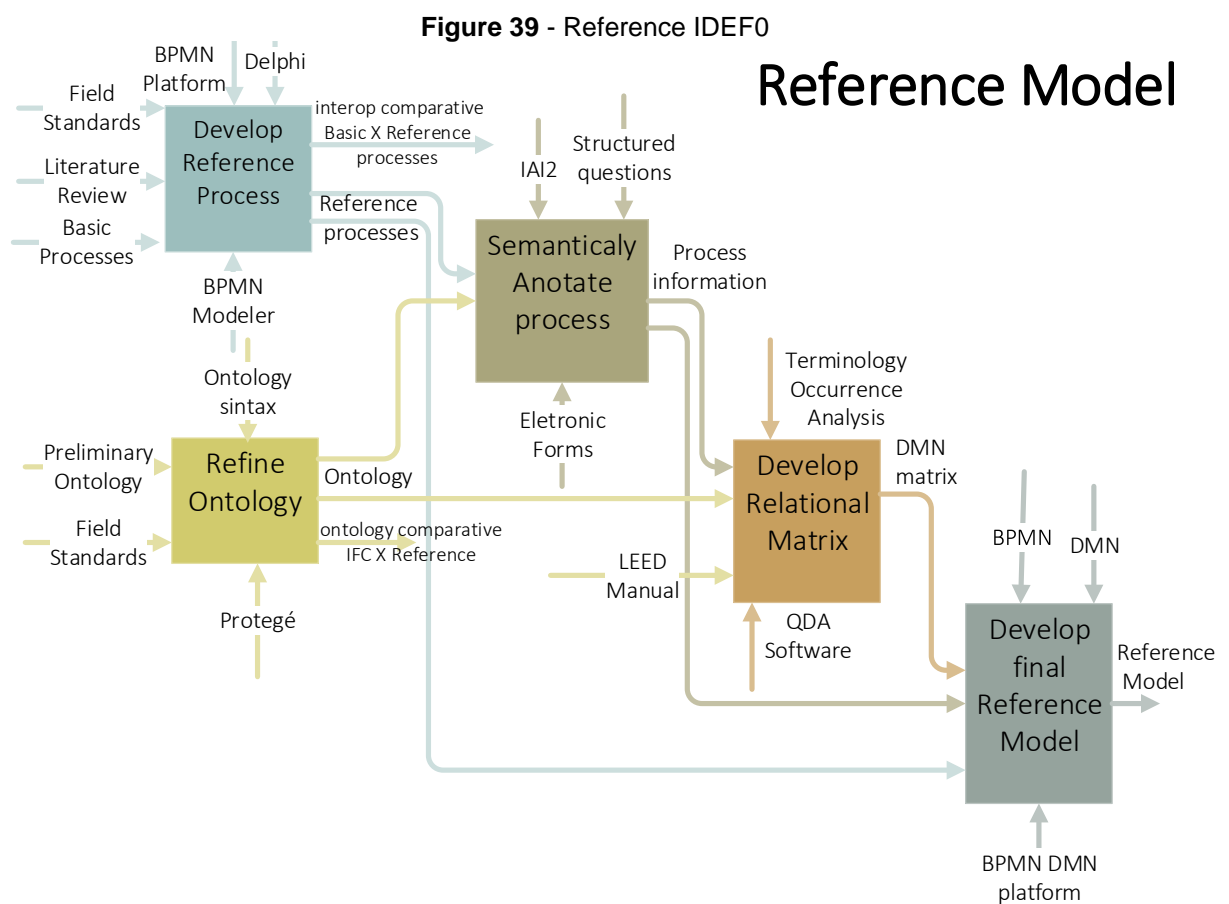 Figure 39 - Reference IDEF0
Reference Model
BPMN
Platform
Delphi
Field
Standards
Literature
Review
Basic
Processes
Develop
Reference
Process
interop comparative
Basic X Reference
processes
Reference
processes
BPMN
Modeler
IAI2
Structured
questions
Semanticaly
Anotate
process
Process
information
Eletronic
Forms
Ontology
sintax
Preliminary
Ontology
Field
Standards
Refine
Ontology
Ontology
ontology comparative
IFC X Reference
Protegé
Terminology
Occurrence
Analysis
LEED
Manual
Develop
Relational
Matrix
DMN
matrix
QDA
Software
BPMN
DMN
Develop
final
Reference
Model
Reference
Model
BPMN DMN
platform